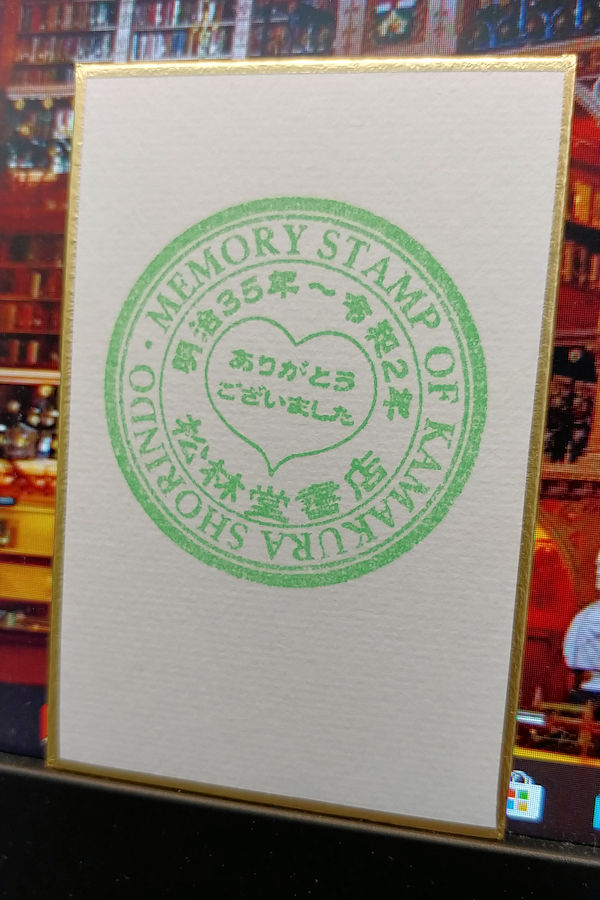 ・MEMORY STAMP OF KAMAKURA SHORINDO
明治35年～令和2年
ありがとう
ございました
松林堂書店